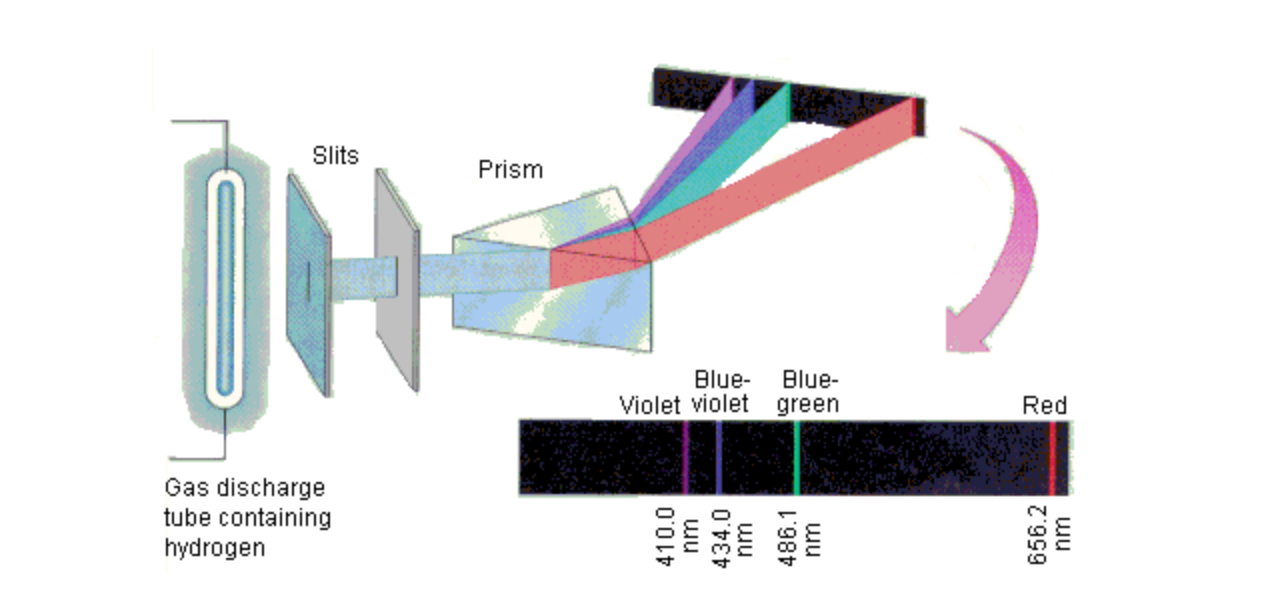 Slits
Prism
Gas discharge
tube containing
hydrogen
Violet
Blue-
violet
Blue-
green
Red
410.0
nm
434.0
nm
486.1
nm
656.2
nm